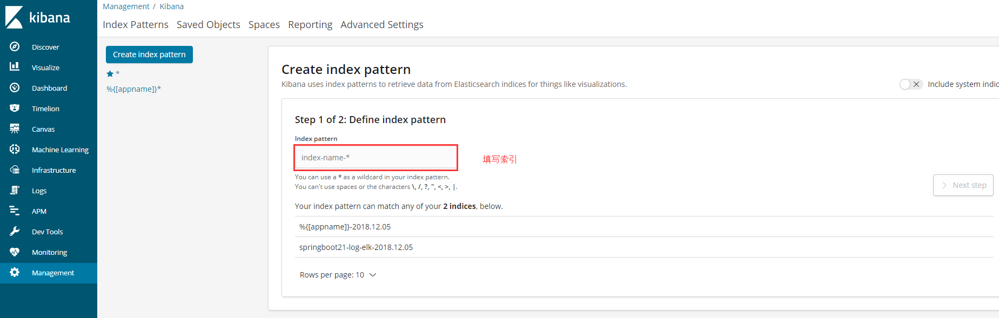 kibana
Discover
Visualize
Dashboard
Timelion
Canvas
Machine Learning
Infrastructure
Logs
APM
Dev Tools
Monitoring
Management
Management / Kibana
Index Patterns Saved Objects Spaces Reporting Advanced Settings
Create index pattern
★ *
%{[appname]}*
Create index pattern
Kibana uses index patterns to retrieve data from Elasticsearch indices for things like visualizations.
Include system indic
Step 1 of 2: Define index pattern
Index pattern
index-name-*
填写索引
You can use a * as a wildcard in your index pattern.
You can't use spaces or the characters \, /, ?, ", <, >, |.
Next step
Your index pattern can match any of your 2 indices, below.
%{[appname]}-2018.12.05
springboot21-log-elk-2018.12.05
Rows per page: 10